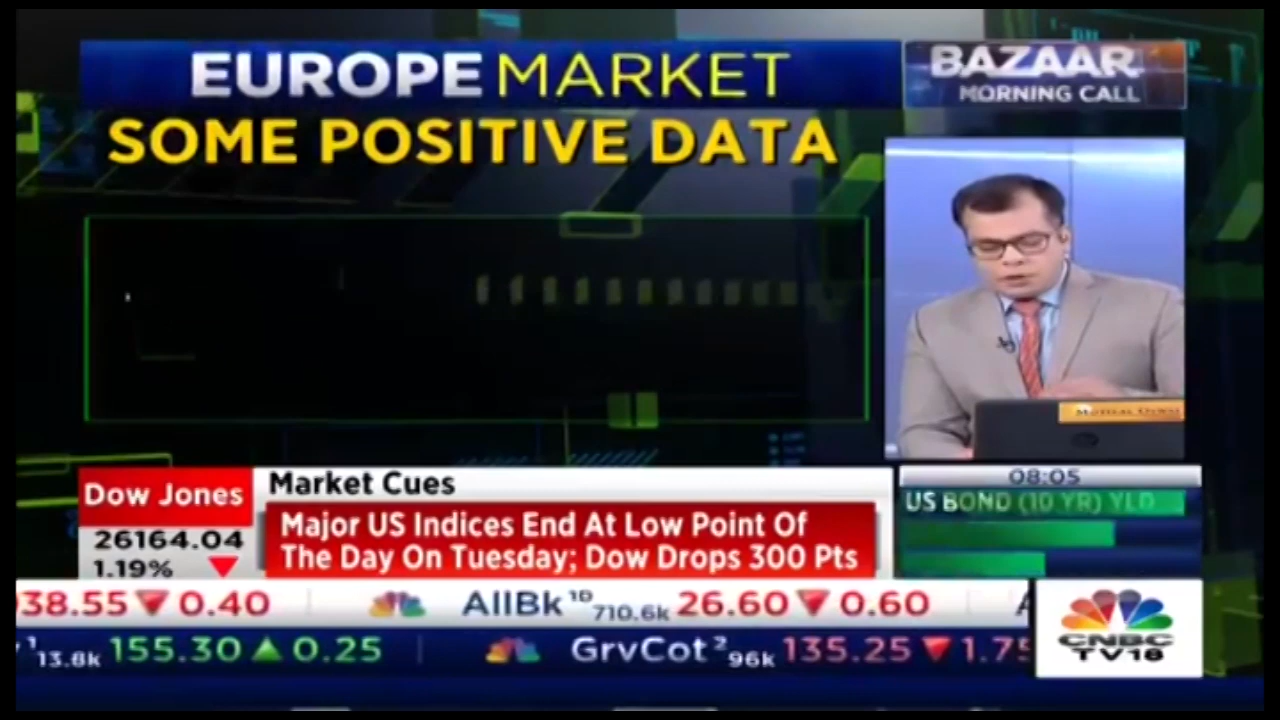 EUROPE MARKET
BAZAAR
MORNING CALL
SOME POSITIVE DATA
Dow Jones
Market Cues
26164.04
1.19%
Major US Indices End At Low Point Of
The Day On Tuesday; Dow Drops 300 Pts
08:05
US BOND (10 YR) YLD
38.55 ▼ 0.40 AllBk 10 710.6k 26.60 ▼ 0.60
1 13.8k 155.30 ▲ 0.25 GrvCot 2 96k 135.25 ▼ 1.75
CNBC
TV18